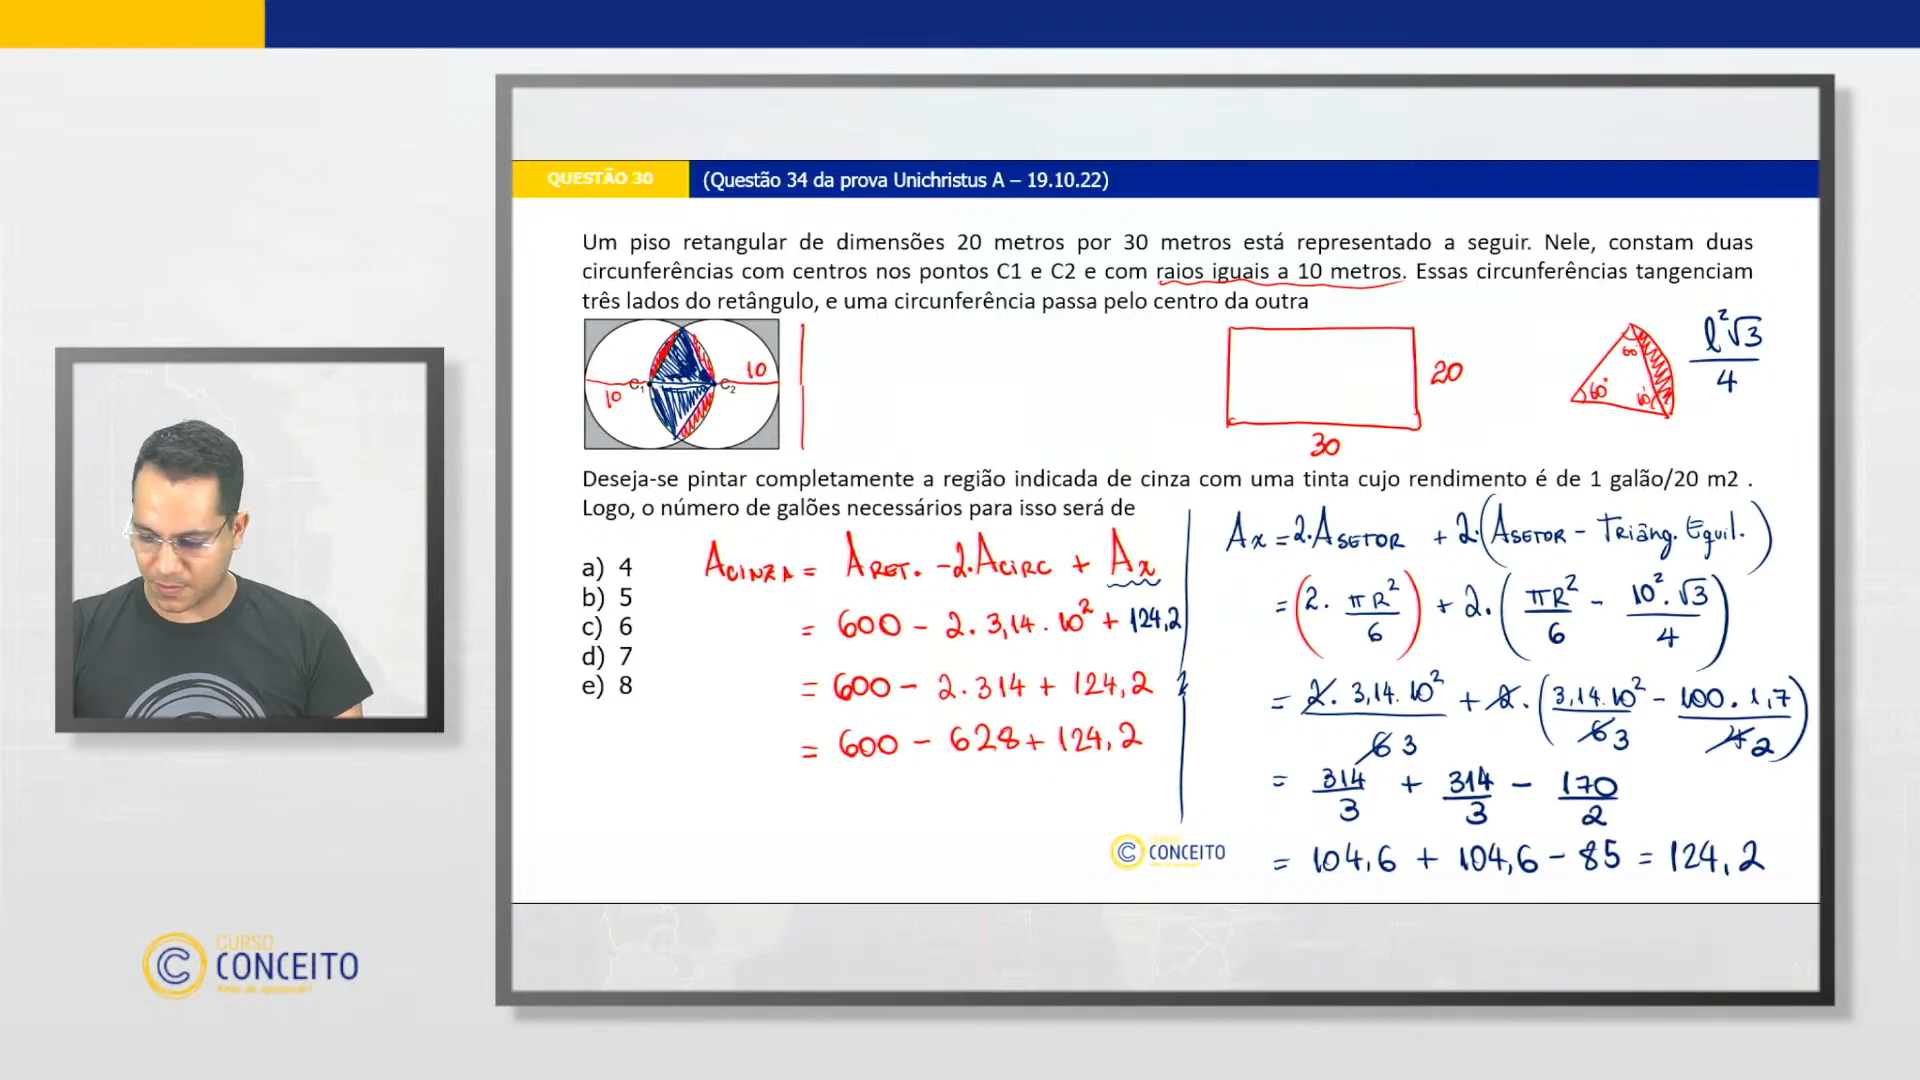 QUESTÃO 30
(Questão 34 da prova Unichristus A – 19.10.22)
Um piso retangular de dimensões 20 metros por 30 metros está representado a seguir. Nele, constam duas
circunferências com centros nos pontos C1 e C2 e com raios iguais a 10 metros. Essas circunferências tangenciam
três lados do retângulo, e uma circunferência passa pelo centro da outra
10
10
C1
C2
20
30
60°
60°
60°
l²√3
4
Deseja-se pintar completamente a região indicada de cinza com uma tinta cujo rendimento é de 1 galão/20 m2 .
Logo, o número de galões necessários para isso será de
a) 4
b) 5
c) 6
d) 7
e) 8
ACINZA = ARET. - 2.ACIRC + Ax
= 600 - 2. 3,14. 10² + 124,2
= 600 - 2. 314 + 124,2
= 600 - 628 + 124,2
Ax = 2.ASETOR + 2.(ASETOR - Triâng. Equil.)
= (2. πR²/6) + 2.(πR²/6 - 10².√3/4)
= 2. 3,14. 10²/6 3 + 2.(3,14. 10²/6 3 - 100. 1,7/4 2)
= 314/3 + 314/3 - 170/2
= 104,6 + 104,6 - 85 = 124,2
CONCEITO
CURSO
CONCEITO